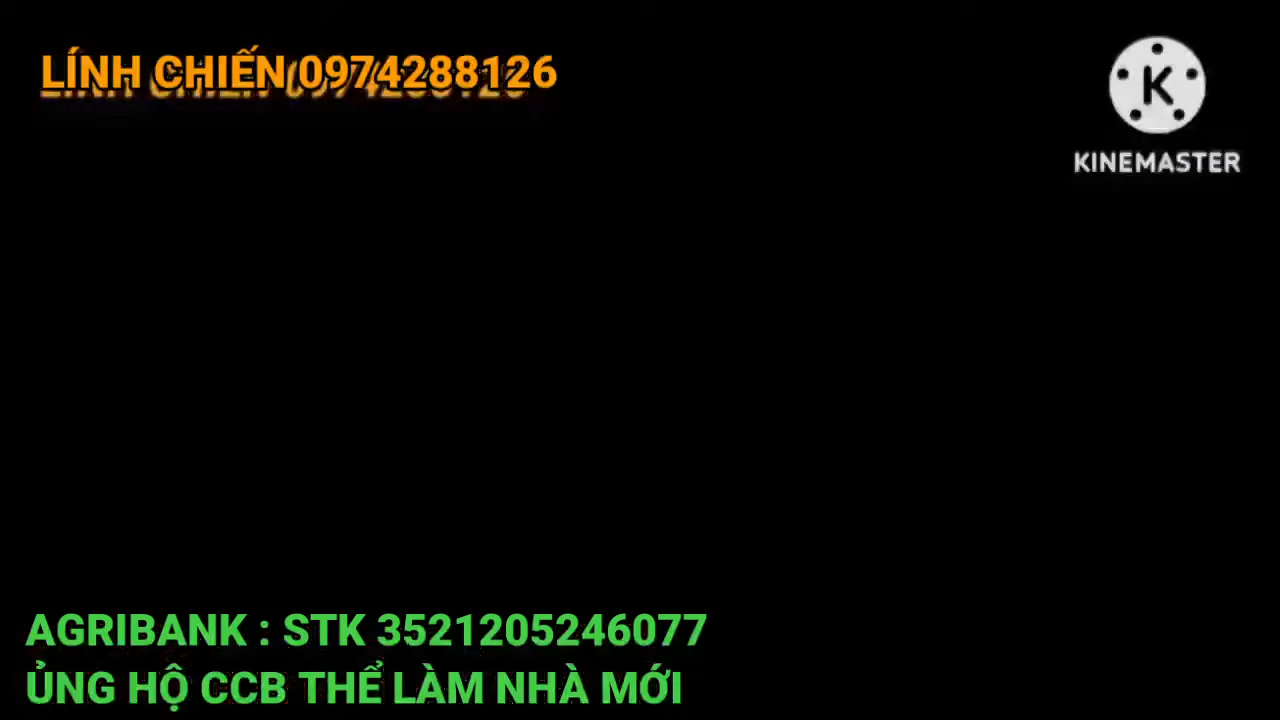 LÍNH CHIẾN 0974288126
KINEMASTER
AGRIBANK : STK 3521205246077
ỦNG HỘ CCB THỂ LÀM NHÀ MỚI